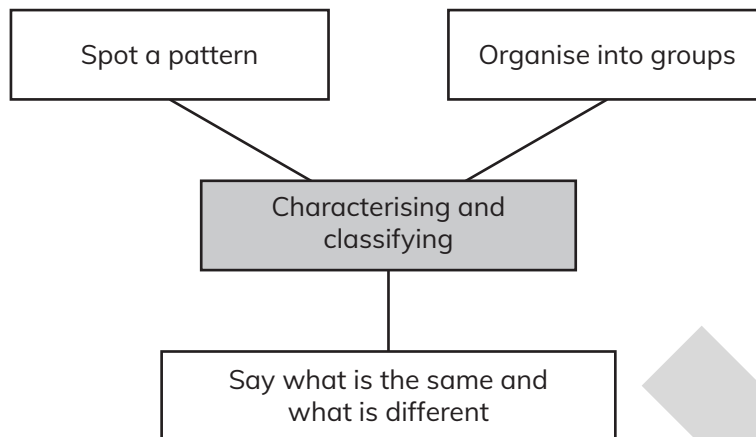 Spot a pattern
Organise into groups
Characterising and
classifying
Say what is the same and
what is different